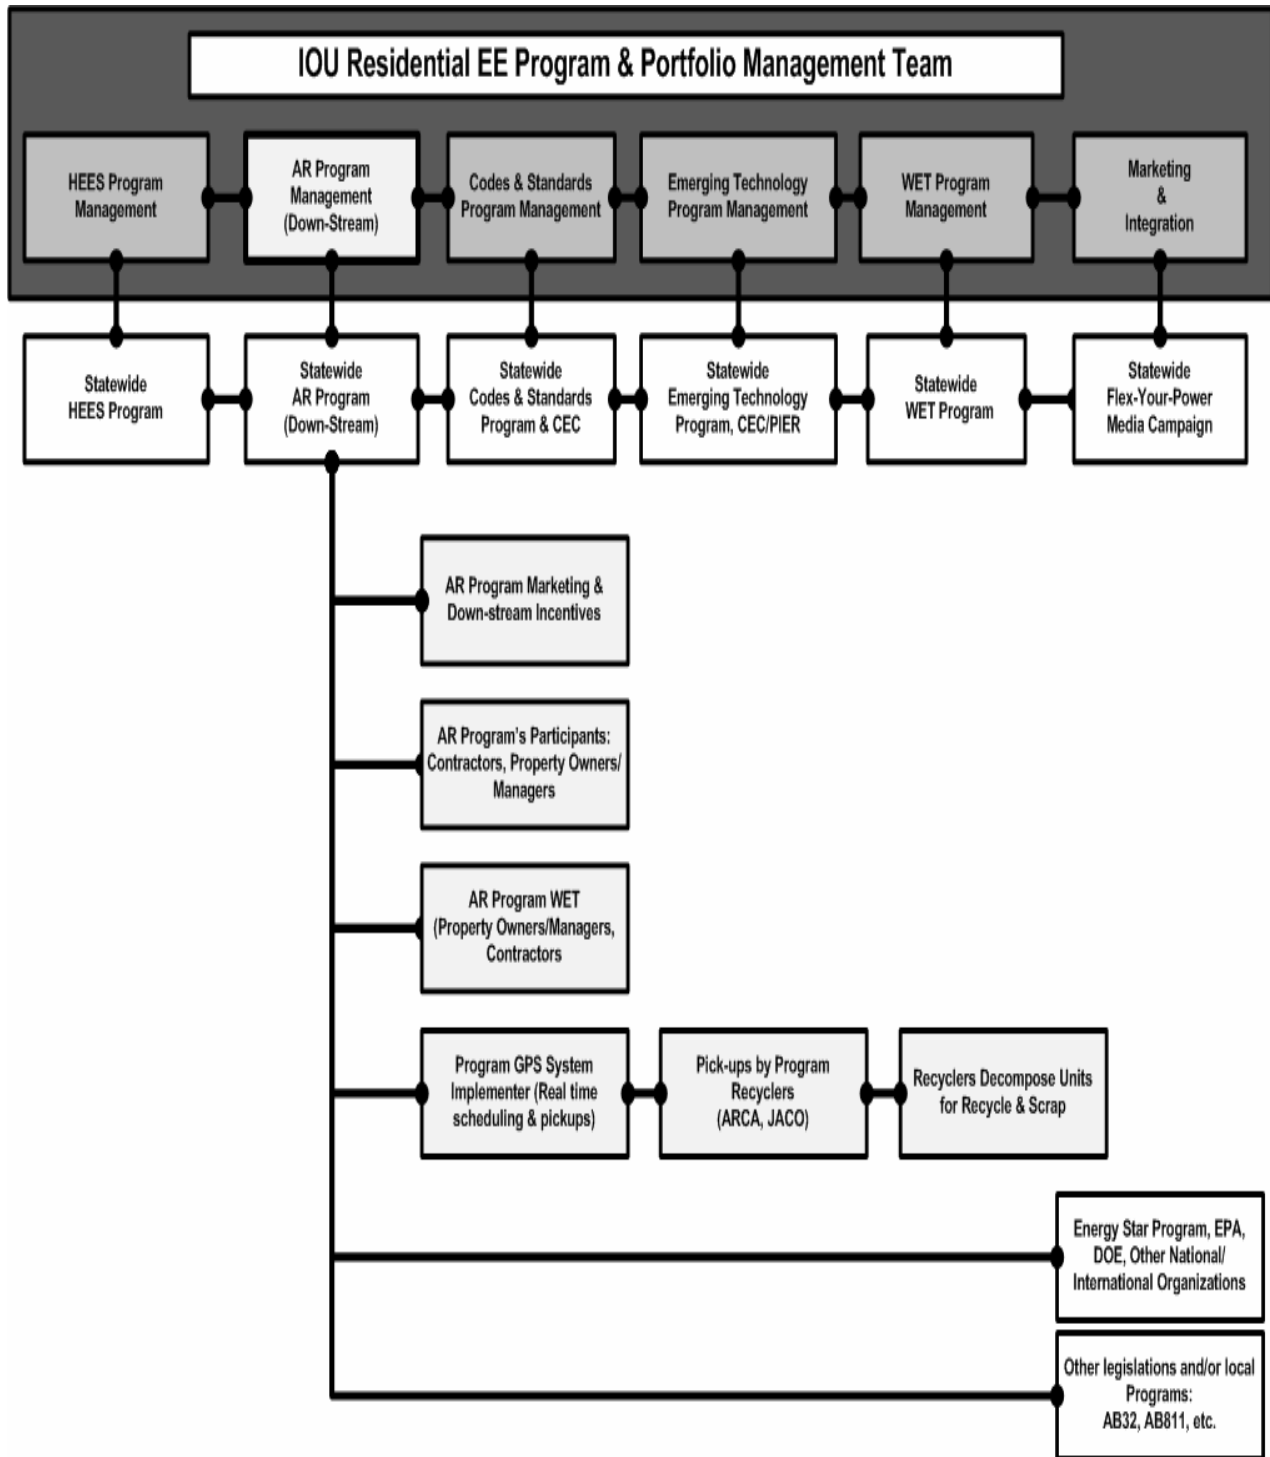 IOU Residential EE Program & Portfolio Management Team
HEES Program
Management
AR Program
Management
(Down-Stream)
Codes & Standards
Program Management
Emerging Technology
Program Management
WET Program
Management
Marketing
&
Integration
Statewide
HEES Program
Statewide
AR Program
(Down-Stream)
Statewide
Codes & Standards
Program & CEC
Statewide
Emerging Technology
Program, CEC/PIER
Statewide
WET Program
Statewide
Flex-Your-Power
Media Campaign
AR Program Marketing &
Down-stream Incentives
AR Program's Participants:
Contractors, Property Owners/
Managers
AR Program WET
(Property Owners/Managers,
Contractors
Program GPS System
Implementer (Real time
scheduling & pickups)
Pick-ups by Program
Recyclers
(ARCA, JACO)
Recyclers Decompose Units
for Recycle & Scrap
Energy Star Program, EPA,
DOE, Other National/
International Organizations
Other legislations and/or local
Programs:
AB32, AB811, etc.